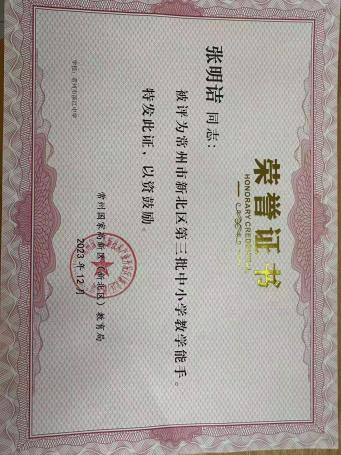 荣誉证书
HONORARY CREDENTIAL
张明洁 同志：
被评为常州市新北区第三批中小学教学能手。
特发此证，以资鼓励。
常州国家高新区（新北区）教育局
2023年12月